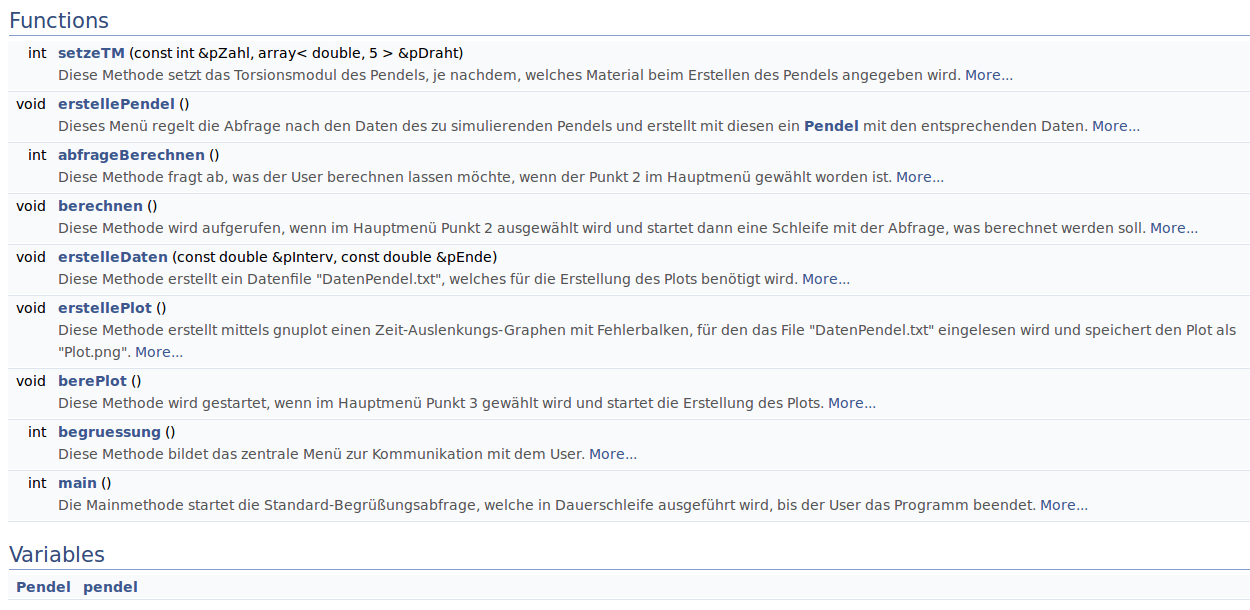 Functions
int setzeTM (const int &pZahl, array< double, 5 > &pDraht)
Diese Methode setzt das Torsionsmodul des Pendels, je nachdem, welches Material beim Erstellen des Pendels angegeben wird. More...
void erstellePendel ()
Dieses Menü regelt die Abfrage nach den Daten des zu simulierenden Pendels und erstellt mit diesen ein Pendel mit den entsprechenden Daten. More...
int abfrageBerechnen ()
Diese Methode fragt ab, was der User berechnen lassen möchte, wenn der Punkt 2 im Hauptmenü gewählt worden ist. More...
void berechnen ()
Diese Methode wird aufgerufen, wenn im Hauptmenü Punkt 2 ausgewählt wird und startet dann eine Schleife mit der Abfrage, was berechnet werden soll. More...
void erstelleDaten (const double &pInterv, const double &pEnde)
Diese Methode erstellt ein Datenfile "DatenPendel.txt", welches für die Erstellung des Plots benötigt wird. More...
void erstellePlot ()
Diese Methode erstellt mittels gnuplot einen Zeit-Auslenkungs-Graphen mit Fehlerbalken, für den das File "DatenPendel.txt" eingelesen wird und speichert den Plot als
"Plot.png". More...
void berePlot ()
Diese Methode wird gestartet, wenn im Hauptmenü Punkt 3 gewählt wird und startet die Erstellung des Plots. More...
int begruessung ()
Diese Methode bildet das zentrale Menü zur Kommunikation mit dem User. More...
int main ()
Die Mainmethode startet die Standard-Begrüßungsabfrage, welche in Dauerschleife ausgeführt wird, bis der User das Programm beendet. More...
Variables
Pendel pendel